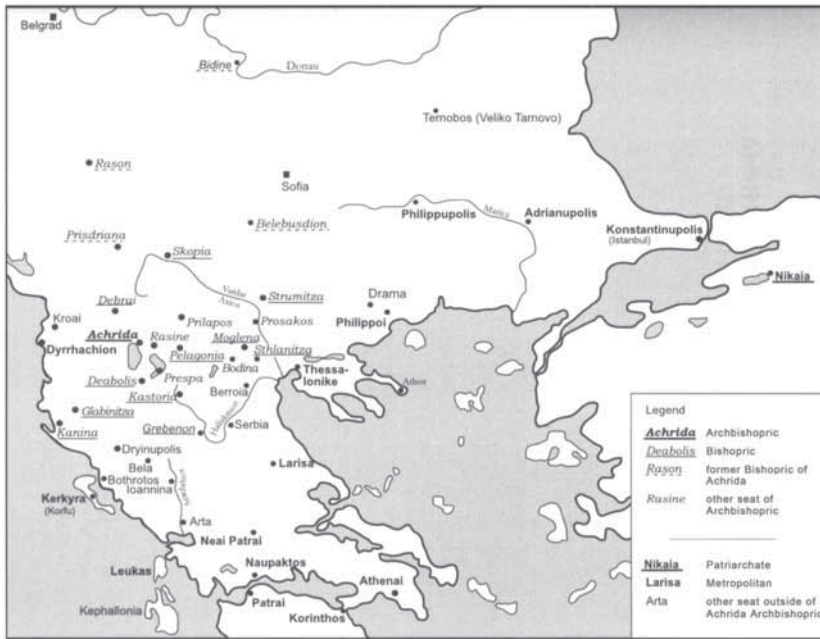 Belgrad
Bidine
Donau
Ternobos (Veliko Tarnovo)
Rason
Sofia
Philippupolis
Marica
Adrianupolis
Belebusdion
Konstantinupolis
(Istanbul)
Prisdriana
Skopia
Nikaia
Vardar
Axios
Strumitza
Debrai
Drama
Kroai
Prilapos
Prosakos
Philippoi
Achrida
Rasine
Moglena
Dyrrhachion
Pelagonia
Sthlanitza
Bodina
Thessa-
lonike
Deabolis
Prespa
Athos
Kastoria
Berroia
Glabinitza
Haliakmon
Kanina
Grebenon
Serbia
Dryinupolis
Bela
Larisa
Bothrotos
Ioannina
Kerkyra
(Korfu)
Arta
Neai Patrai
Leukas
Naupaktos
Athenai
Kephallonia
Patrai
Korinthos
Legend
Achrida Archbishopric
Deabolis Bishopric
Rason former Bishopric of
Achrida
Rasine other seat of
Archbishopric
Nikaia Patriarchate
Larisa Metropolitan
Arta other seat outside of
Achrida Archbishopric